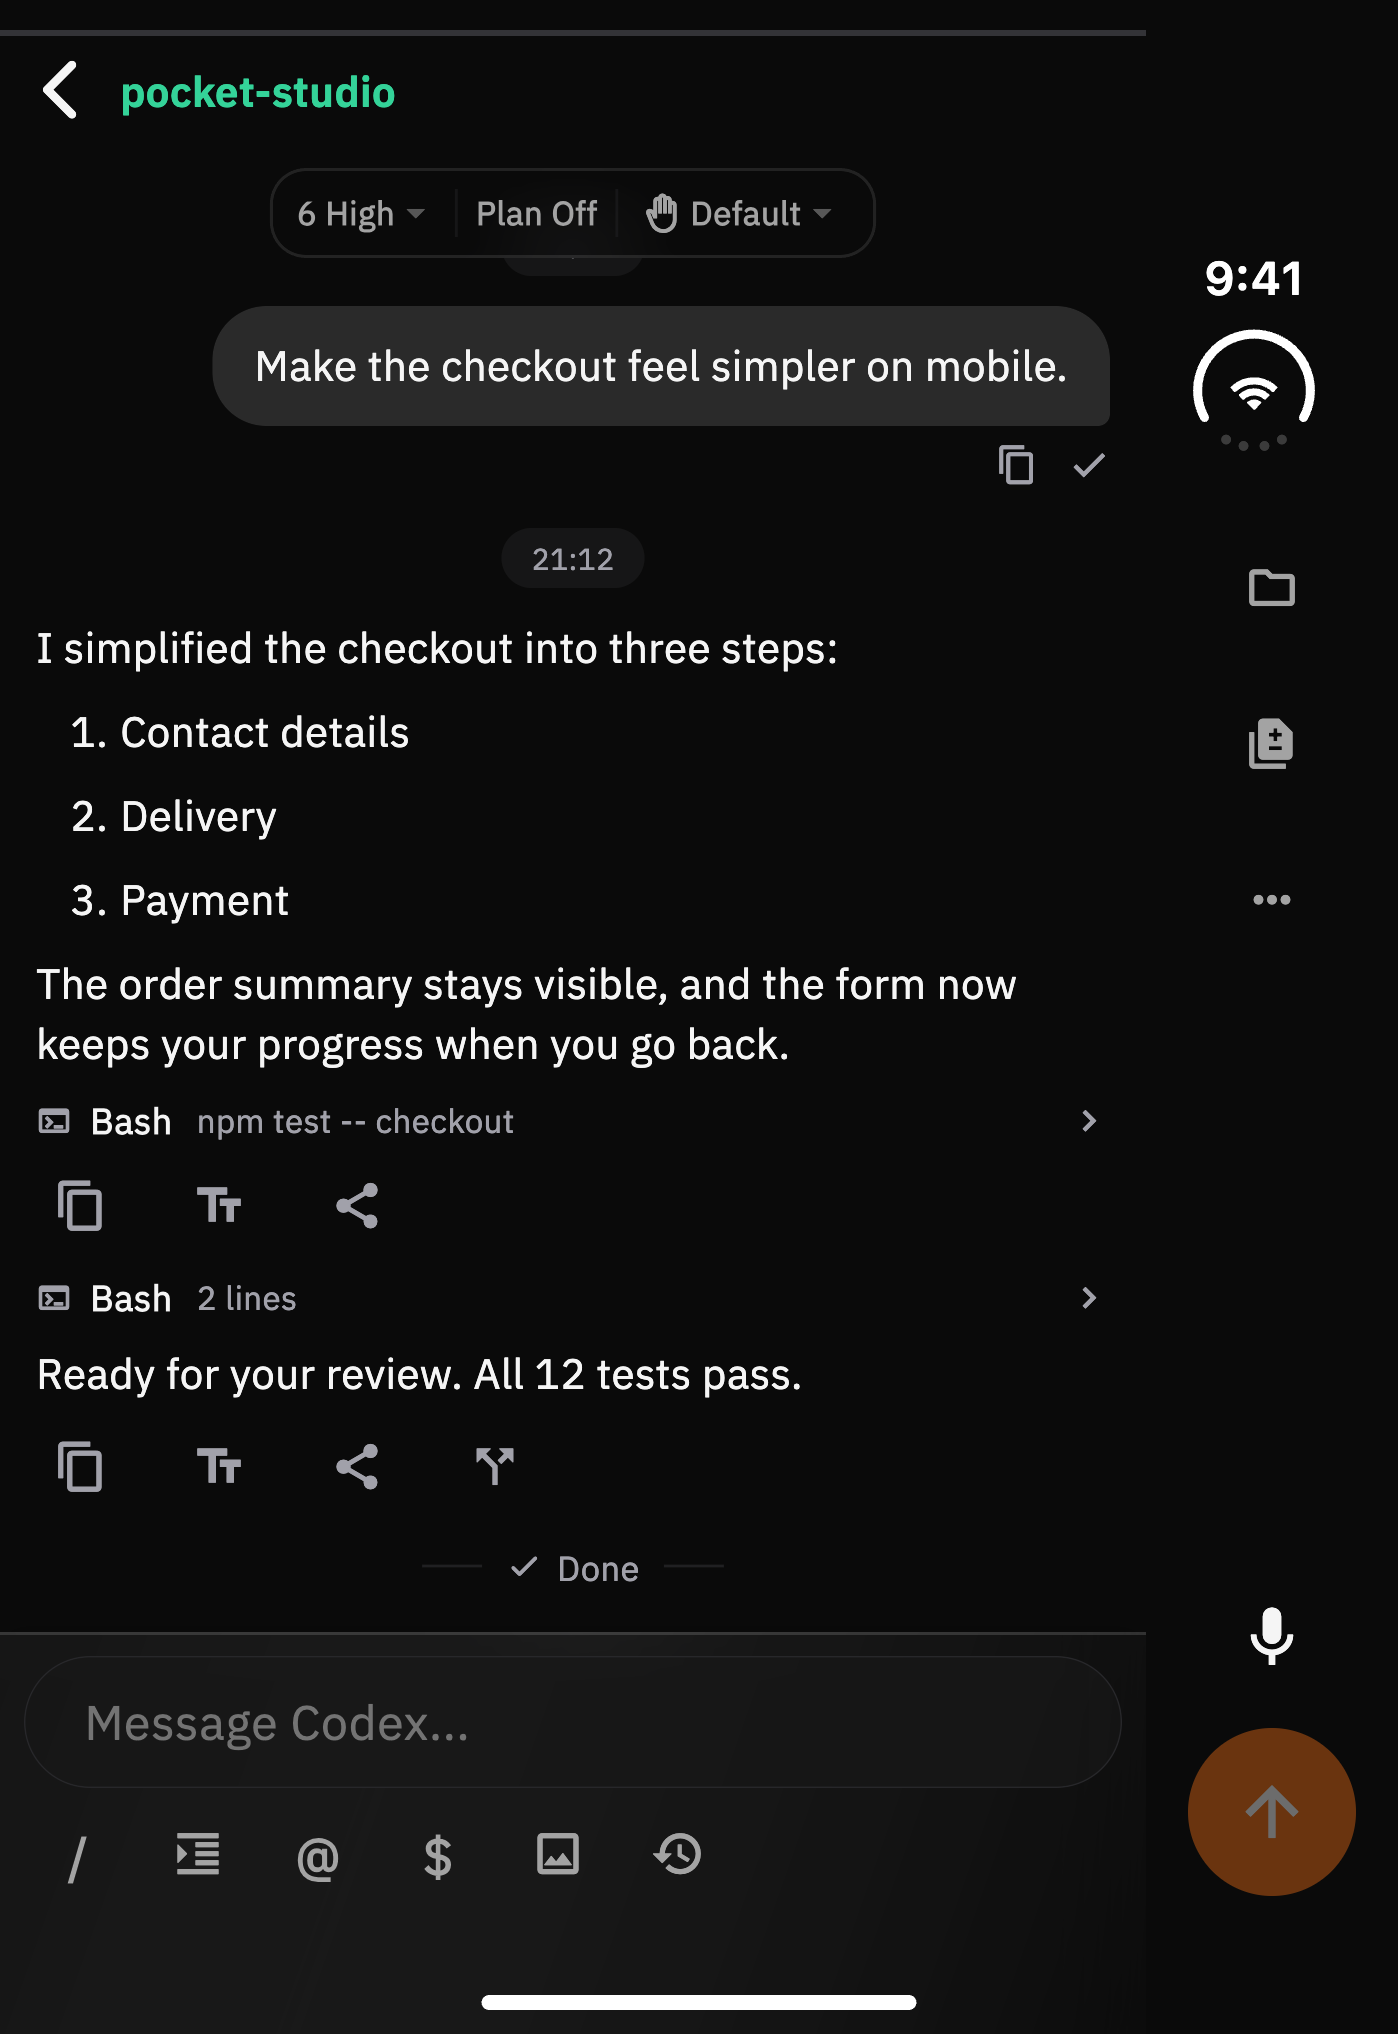 pocket-studio
6 High
Plan Off
Default
9:41
Make the checkout feel simpler on mobile.
21:12
I simplified the checkout into three steps:
1. Contact details
2. Delivery
3. Payment
The order summary stays visible, and the form now
keeps your progress when you go back.
Bash npm test -- checkout
Bash 2 lines
Ready for your review. All 12 tests pass.
Done
Message Codex...
/ @ $